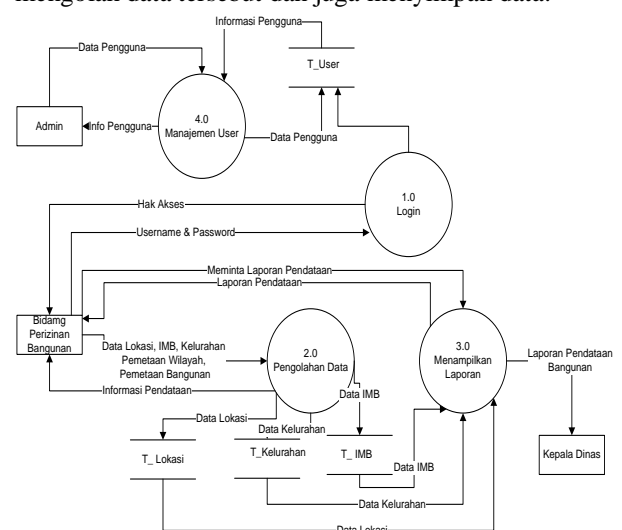 mengolah data tersebut dan juga menyimpan data.
Informasi Pengguna
Data Pengguna
T_User
4.0
Manajemen User
Admin
Info Pengguna
Data Pengguna
1.0
Login
Hak Akses
Username & Password
Meminta Laporan Pendataan
Laporan Pendataan
Bidamg
Perizinan
Bangunan
Data Lokasi, IMB, Kelurahan
Pemetaan Wilayah,
Pemetaan Bangunan
2.0
Pengolahan Data
3.0
Menampilkan
Laporan
Laporan Pendataan
Bangunan
Informasi Pendataan
Data IMB
Data Lokasi
Data Kelurahan
T_ Lokasi
T_Kelurahan
T_ IMB
Data IMB
Kepala Dinas
Data Kelurahan
Data Lokasi